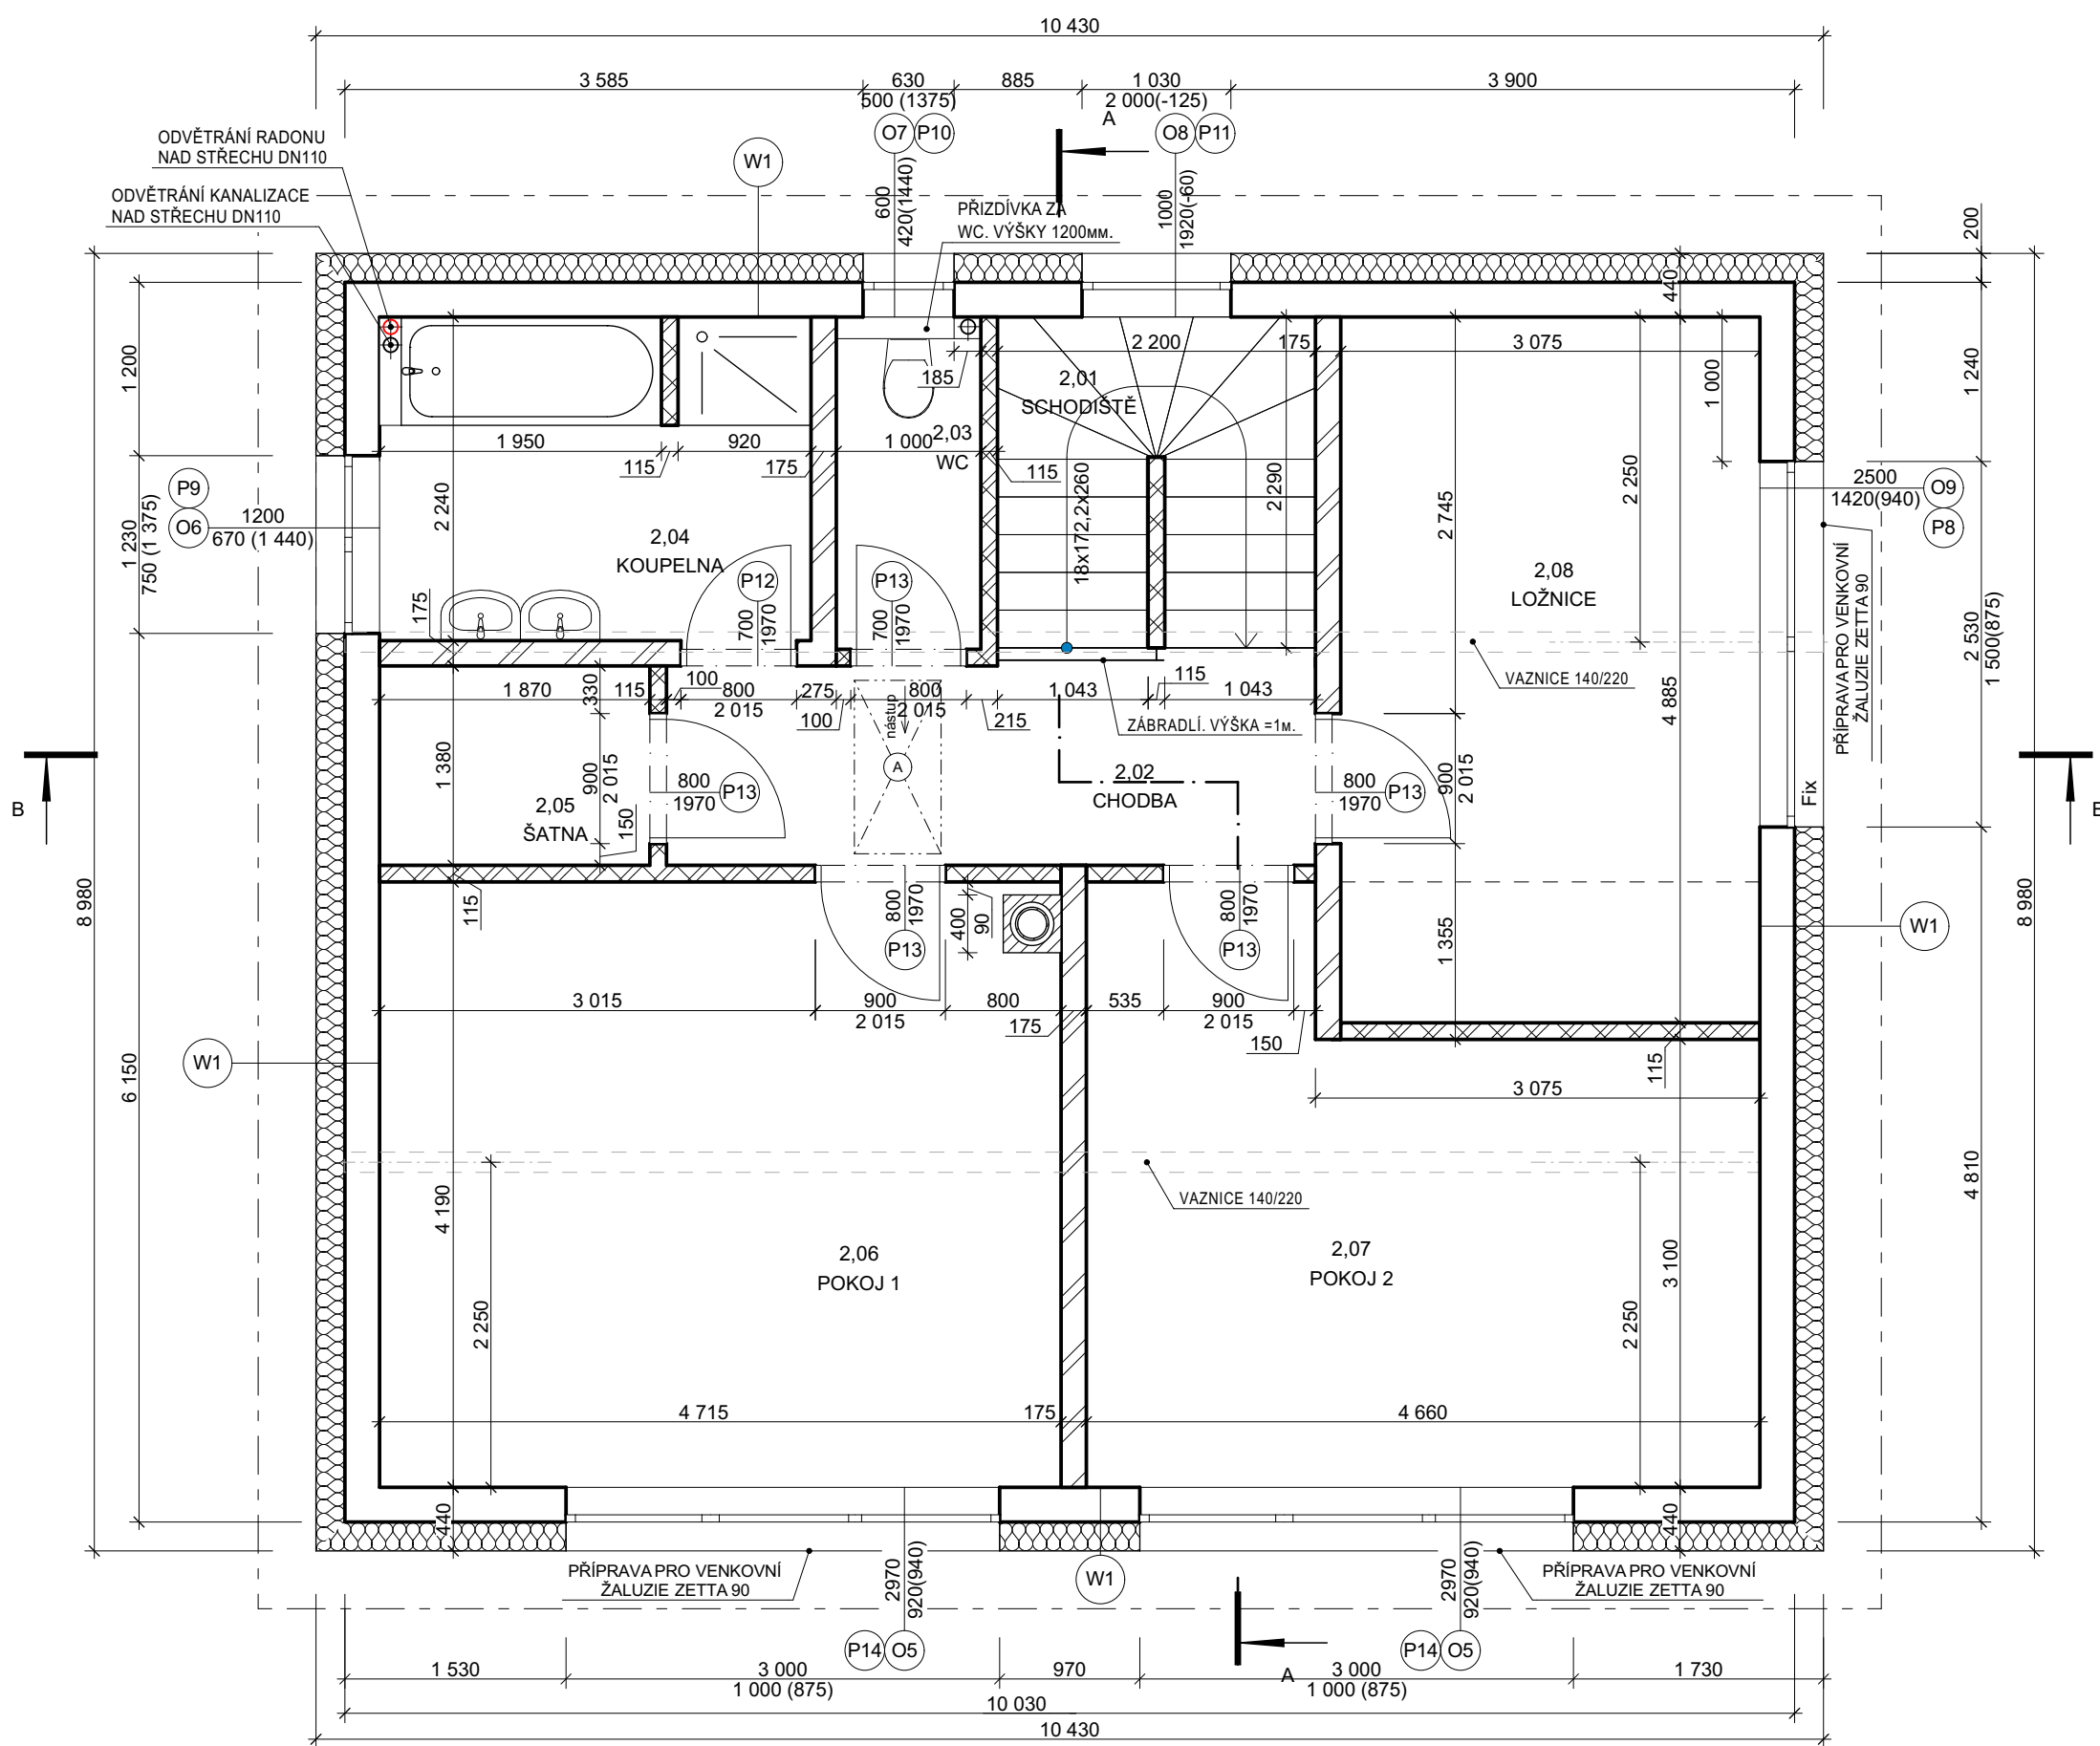 10 430
3 585
630
885
1 030
3 900
500 (1375)
2 000(-125)
A
O7
P10
O8
P11
ODVĚTRÁNÍ RADONU
NAD STŘECHU DN110
W1
ODVĚTRÁNÍ KANALIZACE
NAD STŘECHU DN110
600
420(1440)
PŘIZDÍVKA ZA
WC. VÝŠKY 1200мм.
1000
1920(-60)
200
440
1 200
1 240
2 200
175
3 075
185
2,01
SCHODIŠTĚ
1 000
1 950
920
1 000
2,03
WC
115
175
115
P9
O6
1200
670 (1 440)
1 230
750 (1 375)
2 240
18x172,2x260
2 290
2 745
2 250
2500
1420(940)
O9
P8
PŘÍPRAVA PRO VENKOVNÍ
ŽALUZIE ZETTA 90
2,04
KOUPELNA
P12
P13
700
1970
700
1970
175
2,08
LOŽNICE
2 530
1 500(875)
VAZNICE 140/220
1 870
115
330
100
800
2 015
275
100
nástup
800
2 015
215
1 043
115
1 043
ZÁBRADLÍ. VÝŠKA =1м.
4 885
B
1 380
900
2 015
800
1970
P13
A
2,02
CHODBA
800
1970
P13
900
2 015
Fix
B
2,05
ŠATNA
150
8 980
115
800
1970
P13
400
90
800
1970
P13
1 355
W1
8 980
3 015
900
2 015
800
175
535
900
2 015
150
115
W1
3 075
6 150
4 190
4 810
VAZNICE 140/220
2,06
POKOJ 1
2,07
POKOJ 2
3 100
2 250
2 250
4 715
175
4 660
440
440
PŘÍPRAVA PRO VENKOVNÍ
ŽALUZIE ZETTA 90
2970
920(940)
W1
2970
920(940)
PŘÍPRAVA PRO VENKOVNÍ
ŽALUZIE ZETTA 90
P14
O5
P14
O5
1 530
3 000
1 000 (875)
970
A
3 000
1 000 (875)
1 730
10 030
10 430